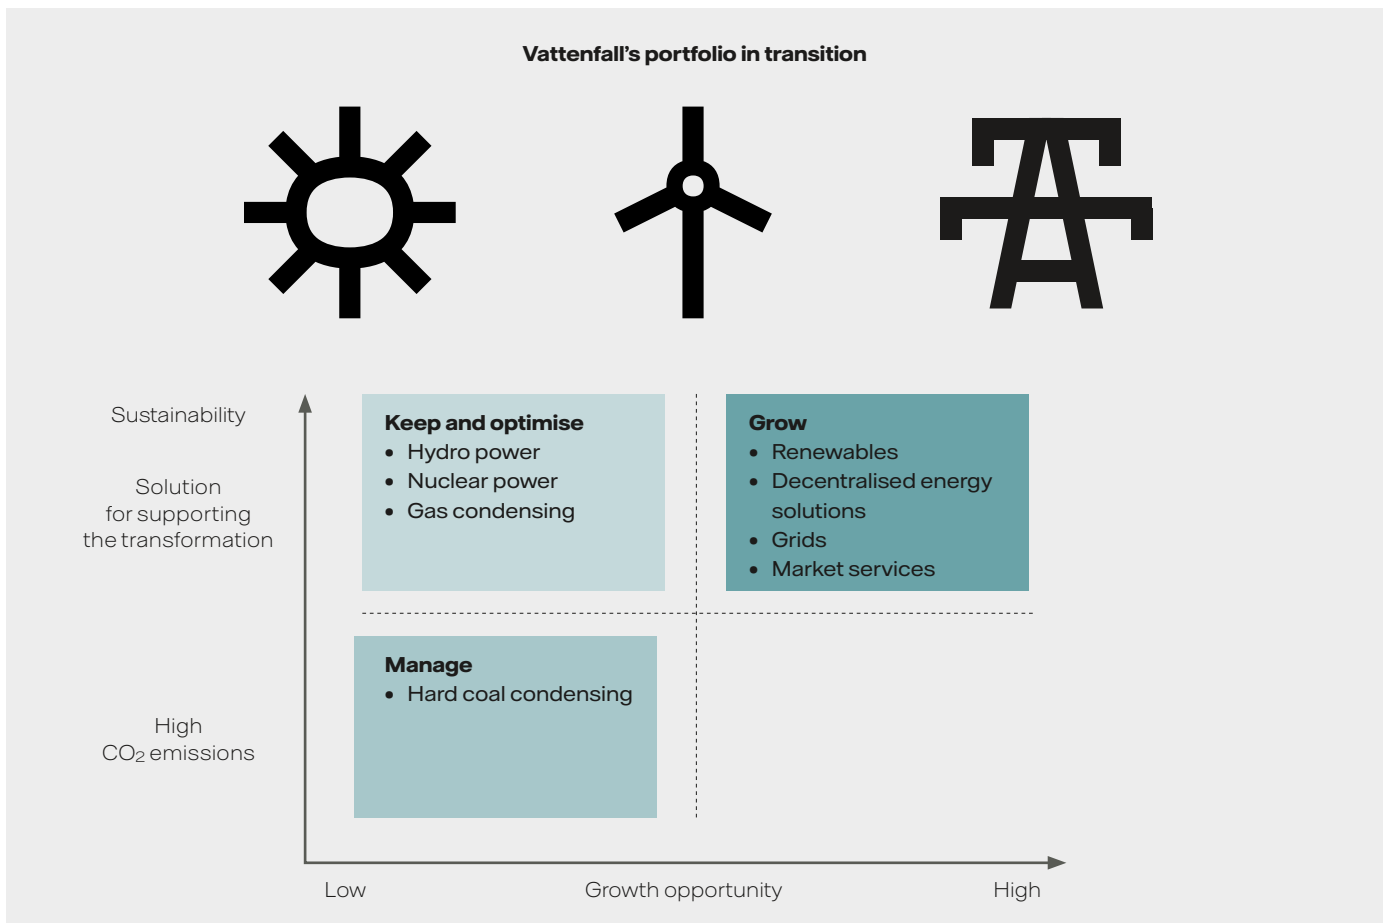 Vattenfall’s portfolio in transition
Sustainability
Solution
for supporting
the transformation
High
CO2 emissions
Keep and optimise
• Hydro power
• Nuclear power
• Gas condensing
Grow
• Renewables
• Decentralised energy
solutions
• Grids
• Market services
Manage
• Hard coal condensing
Low
Growth opportunity
High